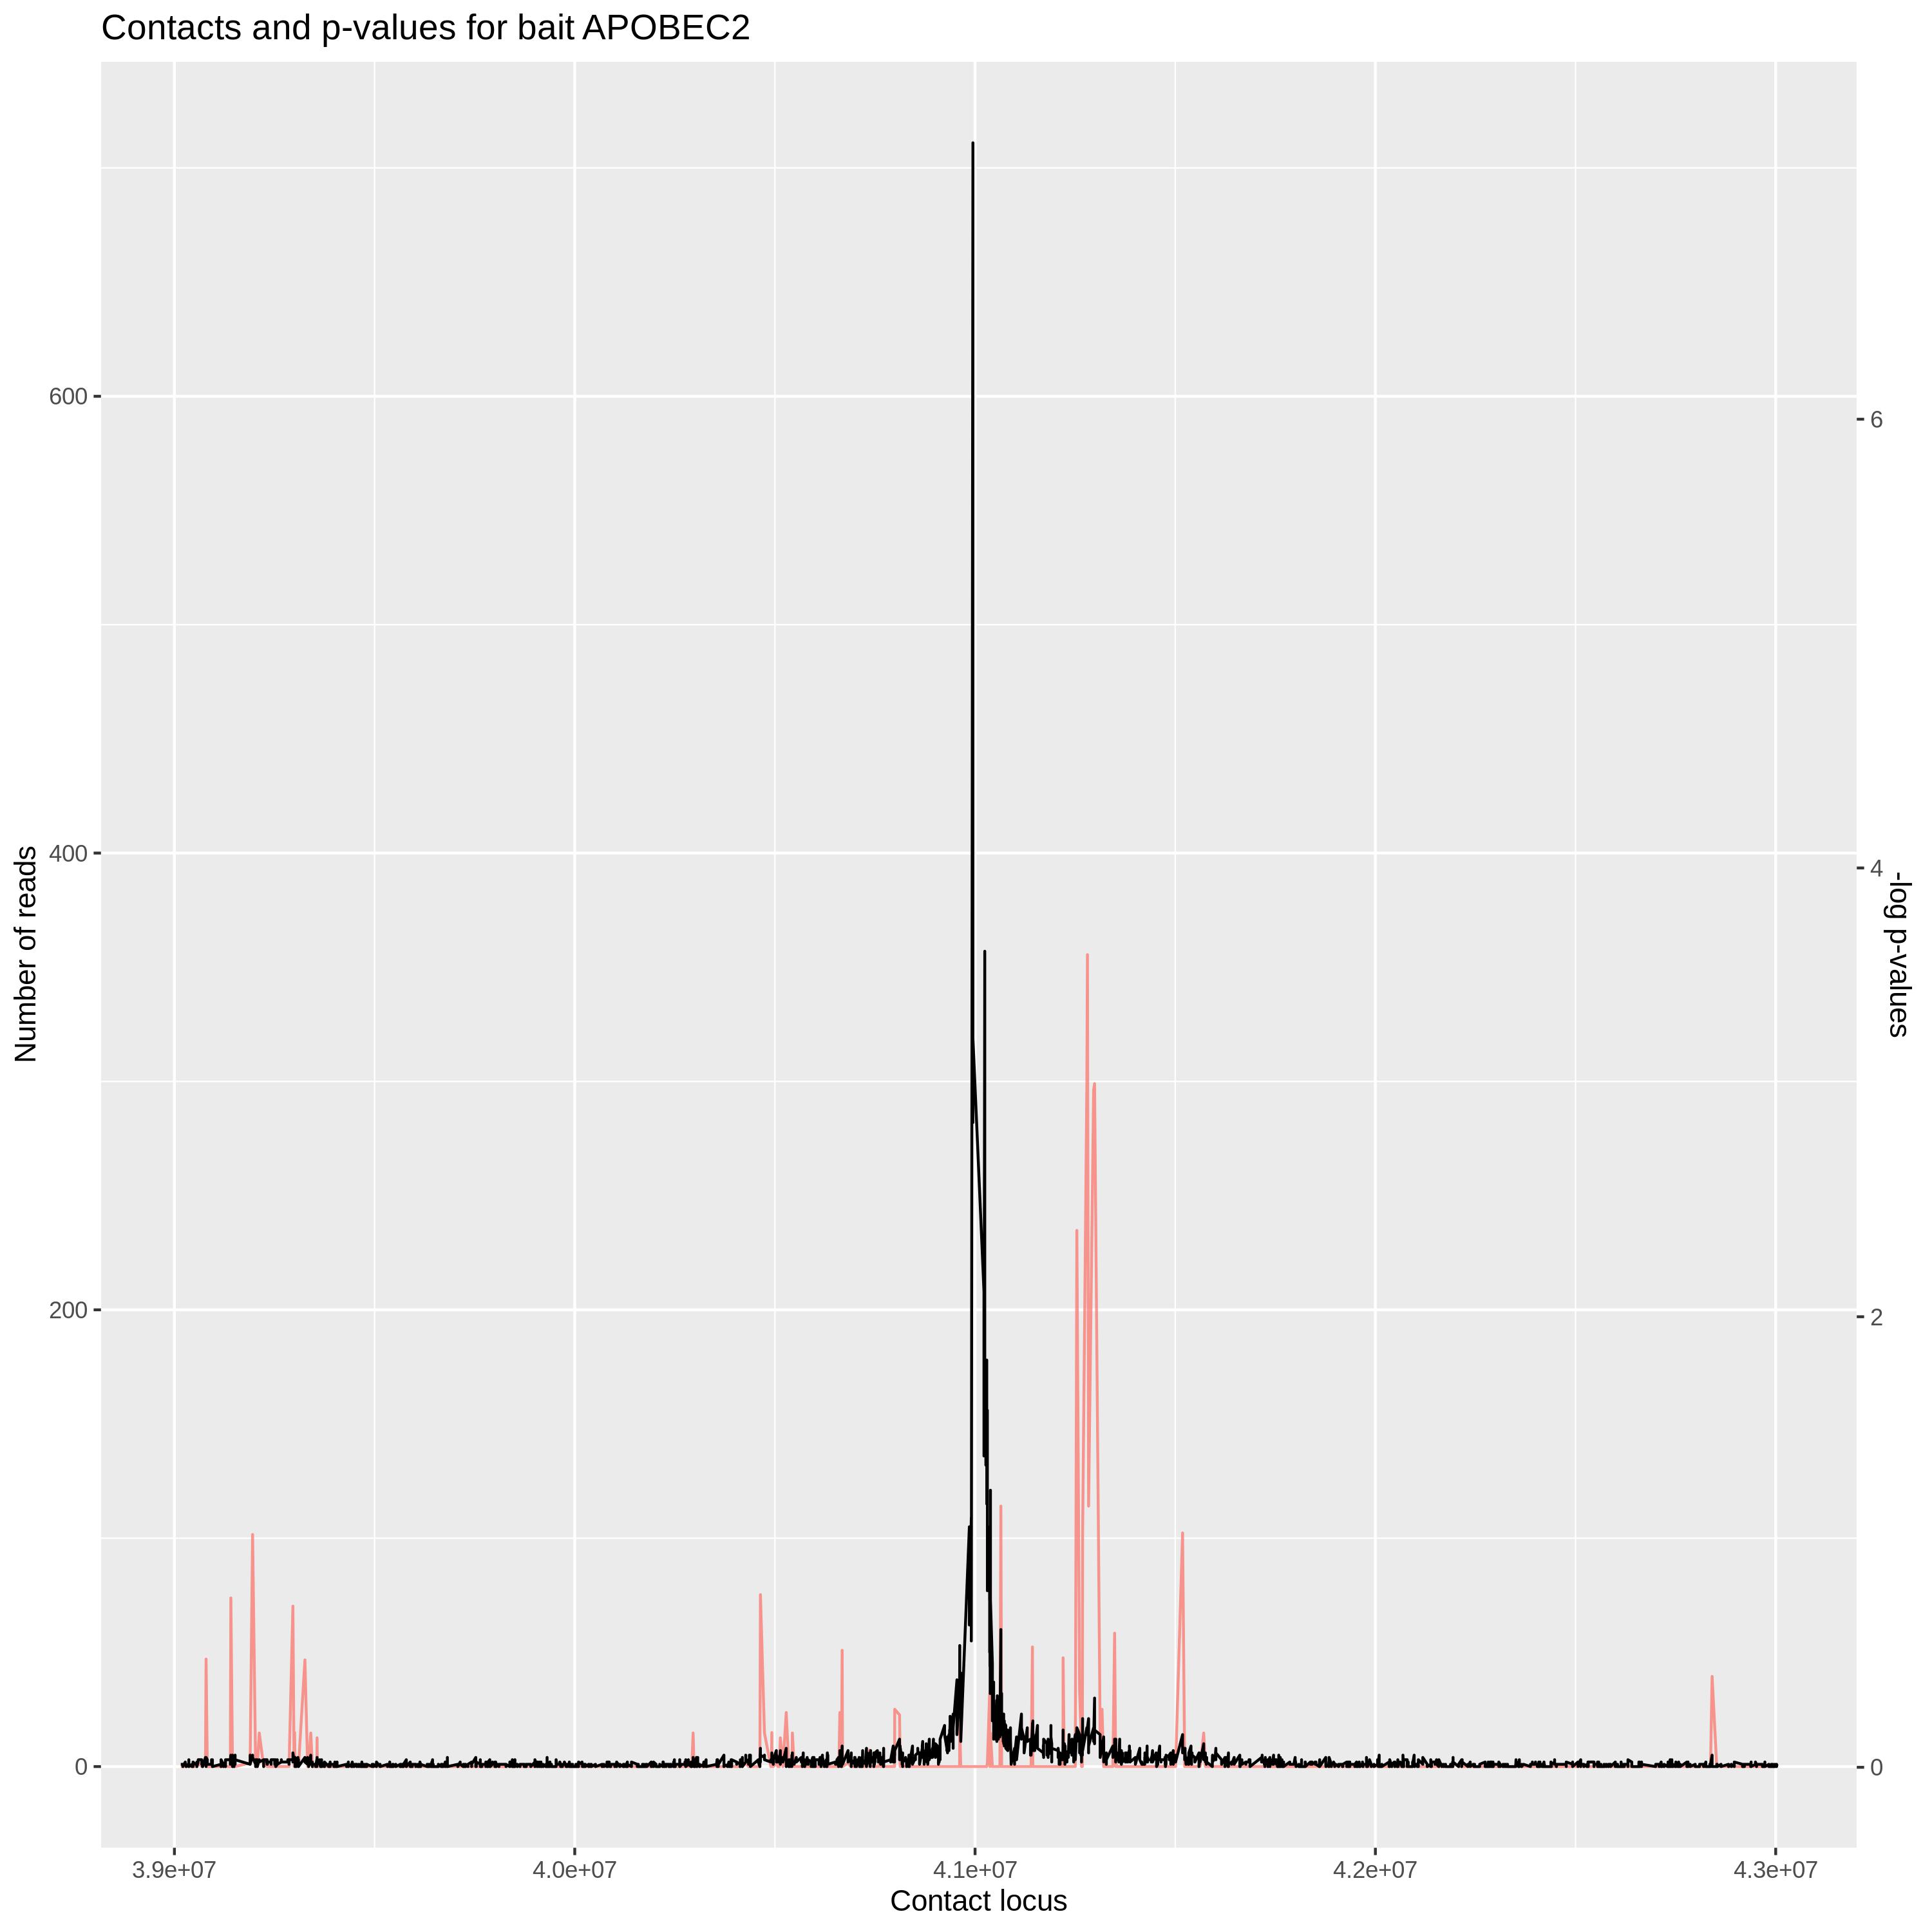 Contacts and p-values for bait APOBEC2
600
400
200
0
6
4
2
0
Number of reads
-log p-values
3.9e+07 4.0e+07 4.1e+07 4.2e+07 4.3e+07
Contact locus